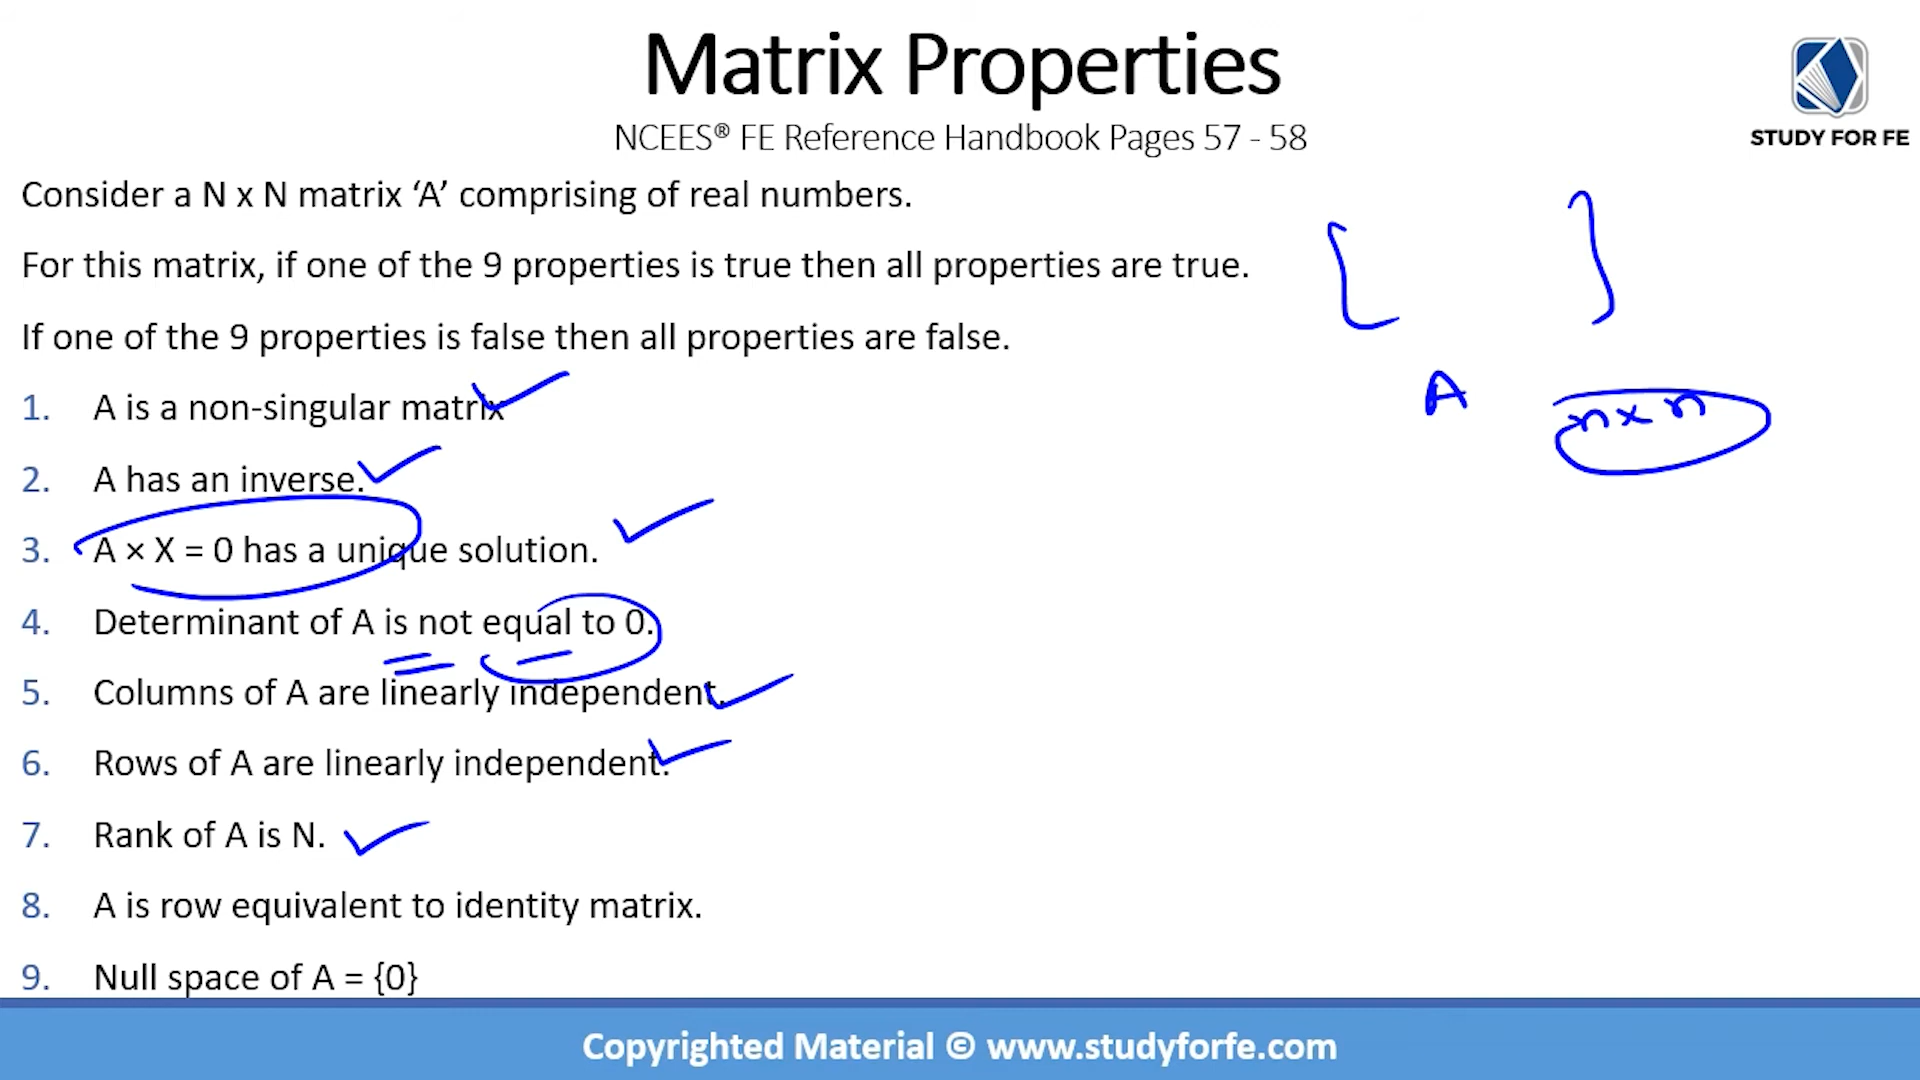 Matrix Properties
NCEES® FE Reference Handbook Pages 57 - 58
STUDY FOR FE
Consider a N x N matrix ‘A’ comprising of real numbers.
For this matrix, if one of the 9 properties is true then all properties are true.
If one of the 9 properties is false then all properties are false.
[ ]
A n x n
1. A is a non-singular matrix
2. A has an inverse.
3. A × X = 0 has a unique solution.
4. Determinant of A is not equal to 0.
5. Columns of A are linearly independent.
6. Rows of A are linearly independent.
7. Rank of A is N.
8. A is row equivalent to identity matrix.
9. Null space of A = {0}
Copyrighted Material © www.studyforfe.com